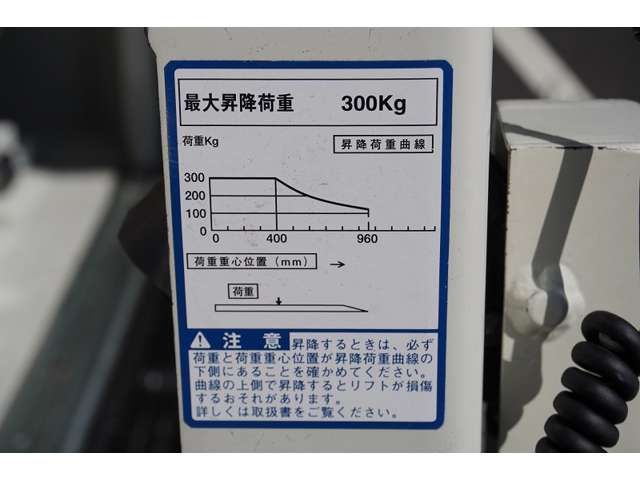 最大昇降荷重 300Kg
荷重Kg
昇降荷重曲線
300
200
100
0
0 400 960
荷重重心位置(mm) →
荷重
注意 昇降するときは、必ず
荷重と荷重重心位置が昇降荷重曲線の
下側にあることを確かめてください。
曲線の上側で昇降するとリフトが損傷
するおそれがあります。
詳しくは取扱書をご覧ください。